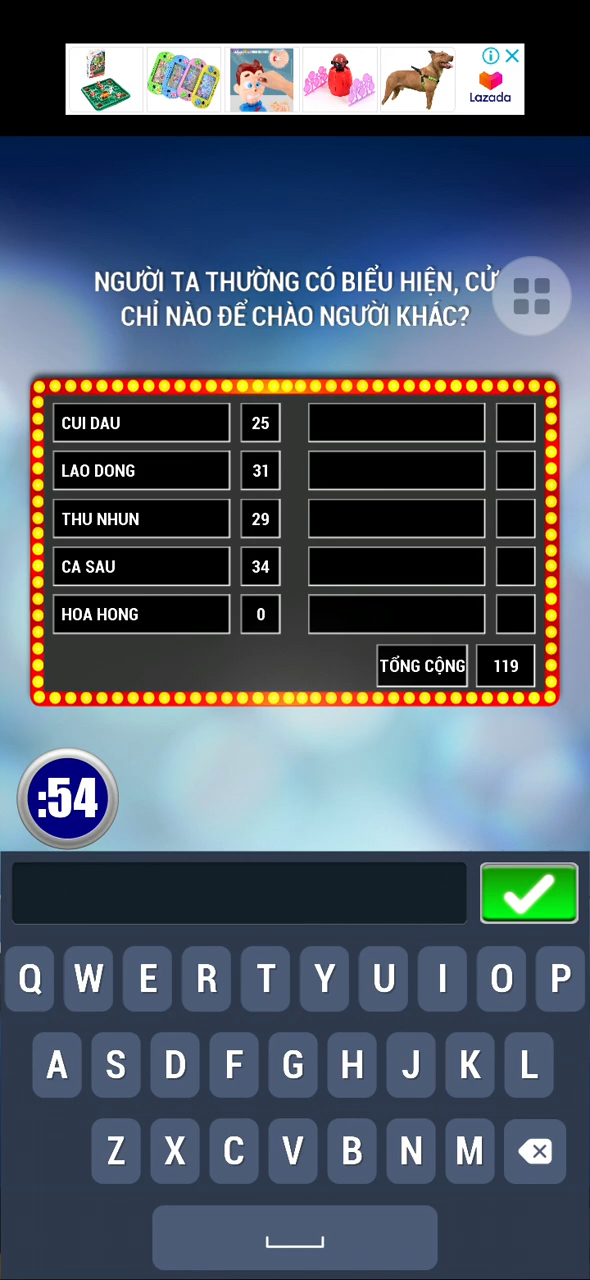 Lazada
NGƯỜI TA THƯỜNG CÓ BIỂU HIỆN, CỬ
CHỈ NÀO ĐỂ CHÀO NGƯỜI KHÁC?
CUI DAU 25
LAO DONG 31
THU NHUN 29
CA SAU 34
HOA HONG 0
TỔNG CỘNG 119
:54
Q W E R T Y U I O P
A S D F G H J K L
Z X C V B N M